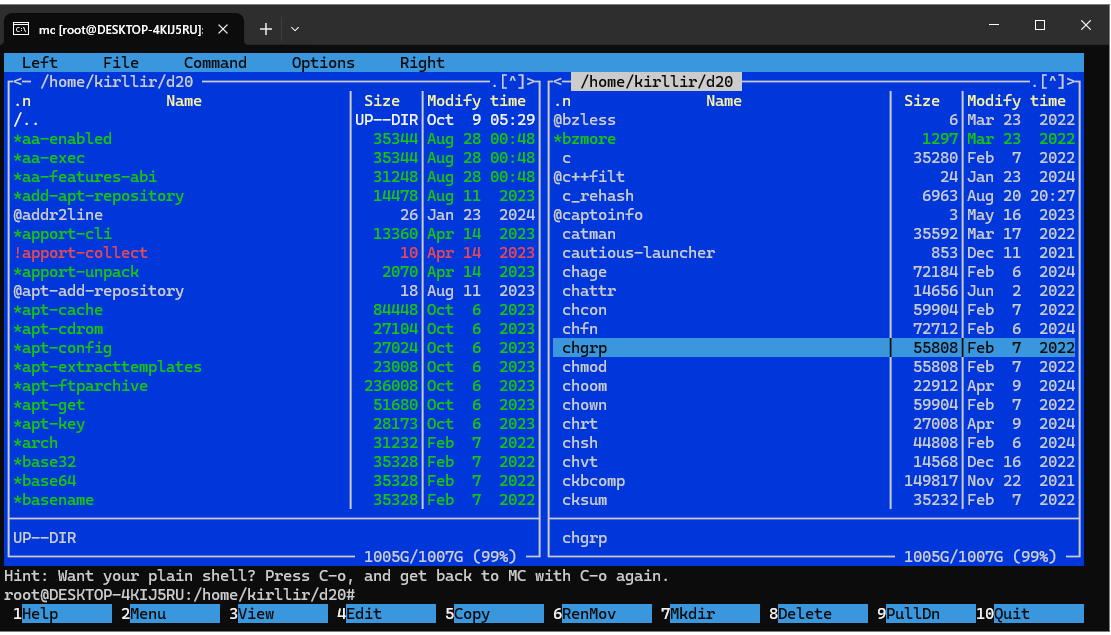 mc [root@DESKTOP-4KIJ5RU]:
Left File Command Options Right
<- /home/kirllir/d20 .[^]> <- /home/kirllir/d20 .[^]>
.n Name Size Modify time .n Name Size Modify time
/.. UP--DIR Oct 9 05:29 @bzless 6 Mar 23 2022
*aa-enabled 35344 Aug 28 00:48 *bzmore 1297 Mar 23 2022
*aa-exec 35344 Aug 28 00:48 c 35280 Feb 7 2022
*aa-features-abi 31248 Aug 28 00:48 @c++filt 24 Jan 23 2024
*add-apt-repository 14478 Aug 11 2023 c_rehash 6963 Aug 20 20:27
@addr2line 26 Jan 23 2024 @captoinfo 3 May 16 2023
*apport-cli 13360 Apr 14 2023 catman 35592 Mar 17 2022
!apport-collect 10 Apr 14 2023 cautious-launcher 853 Dec 11 2021
*apport-unpack 2070 Apr 14 2023 chage 72184 Feb 6 2024
@apt-add-repository 18 Aug 11 2023 chattr 14656 Jun 2 2022
*apt-cache 84448 Oct 6 2023 chcon 59904 Feb 7 2022
*apt-cdrom 27104 Oct 6 2023 chfn 72712 Feb 6 2024
*apt-config 27024 Oct 6 2023 chgrp 55808 Feb 7 2022
*apt-extracttemplates 23008 Oct 6 2023 chmod 55808 Feb 7 2022
*apt-ftparchive 236008 Oct 6 2023 choom 22912 Apr 9 2024
*apt-get 51680 Oct 6 2023 chown 59904 Feb 7 2022
*apt-key 28173 Oct 6 2023 chrt 27008 Apr 9 2024
*arch 31232 Feb 7 2022 chsh 44808 Feb 6 2024
*base32 35328 Feb 7 2022 chvt 14568 Dec 16 2022
*base64 35328 Feb 7 2022 ckbcomp 149817 Nov 22 2021
*basename 35328 Feb 7 2022 cksum 35232 Feb 7 2022
UP--DIR chgrp
1005G/1007G (99%) 1005G/1007G (99%)
Hint: Want your plain shell? Press C-o, and get back to MC with C-o again.
root@DESKTOP-4KIJ5RU:/home/kirllir/d20#
1Help 2Menu 3View 4Edit 5Copy 6RenMov 7Mkdir 8Delete 9PullDn 10Quit